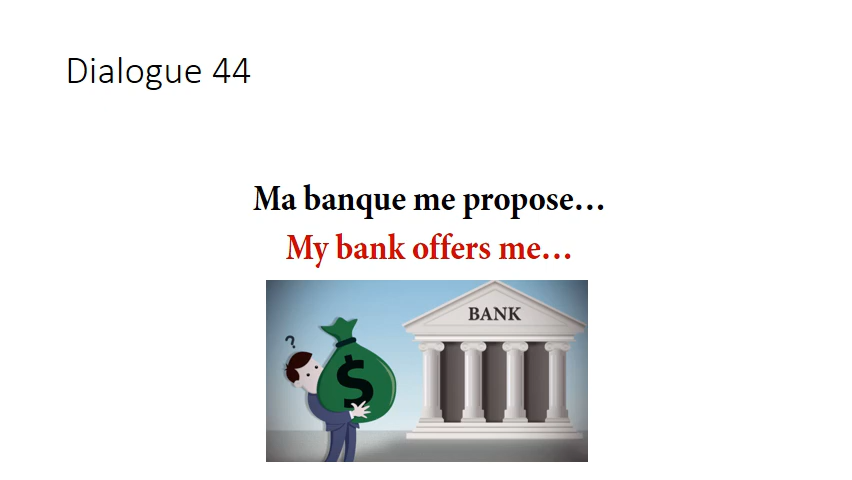 Dialogue 44
Ma banque me propose…
My bank offers me…
?
BANK
$